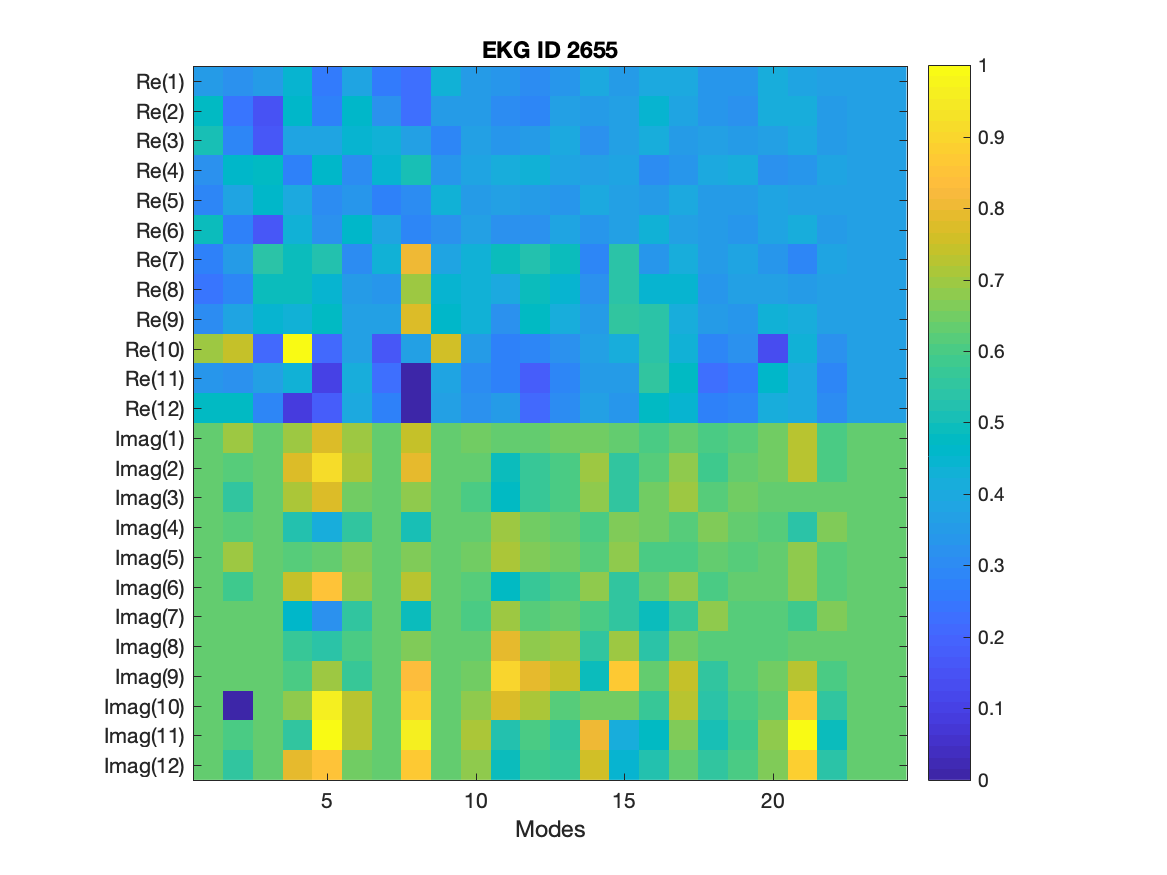 EKG ID 2655
Re(1)
Re(2)
Re(3)
Re(4)
Re(5)
Re(6)
Re(7)
Re(8)
Re(9)
Re(10)
Re(11)
Re(12)
Imag(1)
Imag(2)
Imag(3)
Imag(4)
Imag(5)
Imag(6)
Imag(7)
Imag(8)
Imag(9)
Imag(10)
Imag(11)
Imag(12)
5 10 15 20
Modes
1
0.9
0.8
0.7
0.6
0.5
0.4
0.3
0.2
0.1
0